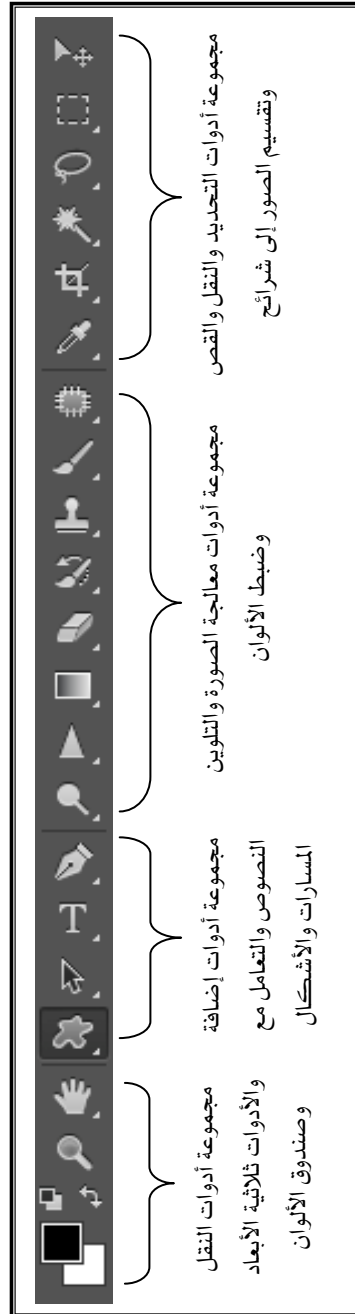 مجموعة أدوات التحديد والنقل والقص
وتقسيم الصور إلى شرائح
مجموعة أدوات معالجة الصورة والتلوين
وضبط الألوان
مجموعة أدوات إضافة
النصوص والتعامل مع
المسارات والأشكال
مجموعة أدوات النقل
والأدوات ثلاثية الأبعاد
وصندوق الألوان
T